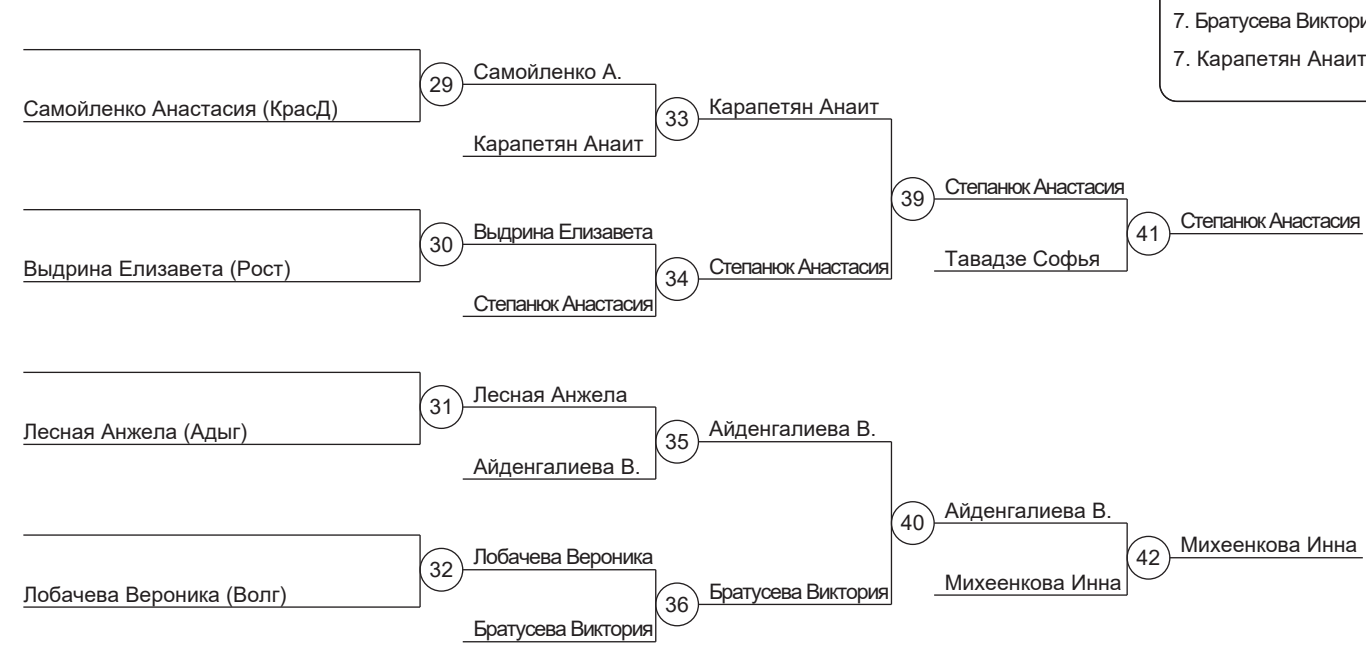 7. Братусева Виктори
7. Карапетян Анаит
29
Самойленко А.
Самойленко Анастасия (КрасД)
33
Карапетян Анаит
Карапетян Анаит
39
Степанюк Анастасия
30
Выдрина Елизавета
41
Степанюк Анастасия
Выдрина Елизавета (Рост)
34
Степанюк Анастасия
Тавадзе Софья
Степанюк Анастасия
31
Лесная Анжела
Лесная Анжела (Адыг)
35
Айденгалиева В.
Айденгалиева В.
40
Айденгалиева В.
32
Лобачева Вероника
42
Михеенкова Инна
Лобачева Вероника (Волг)
36
Братусева Виктория
Михеенкова Инна
Братусева Виктория